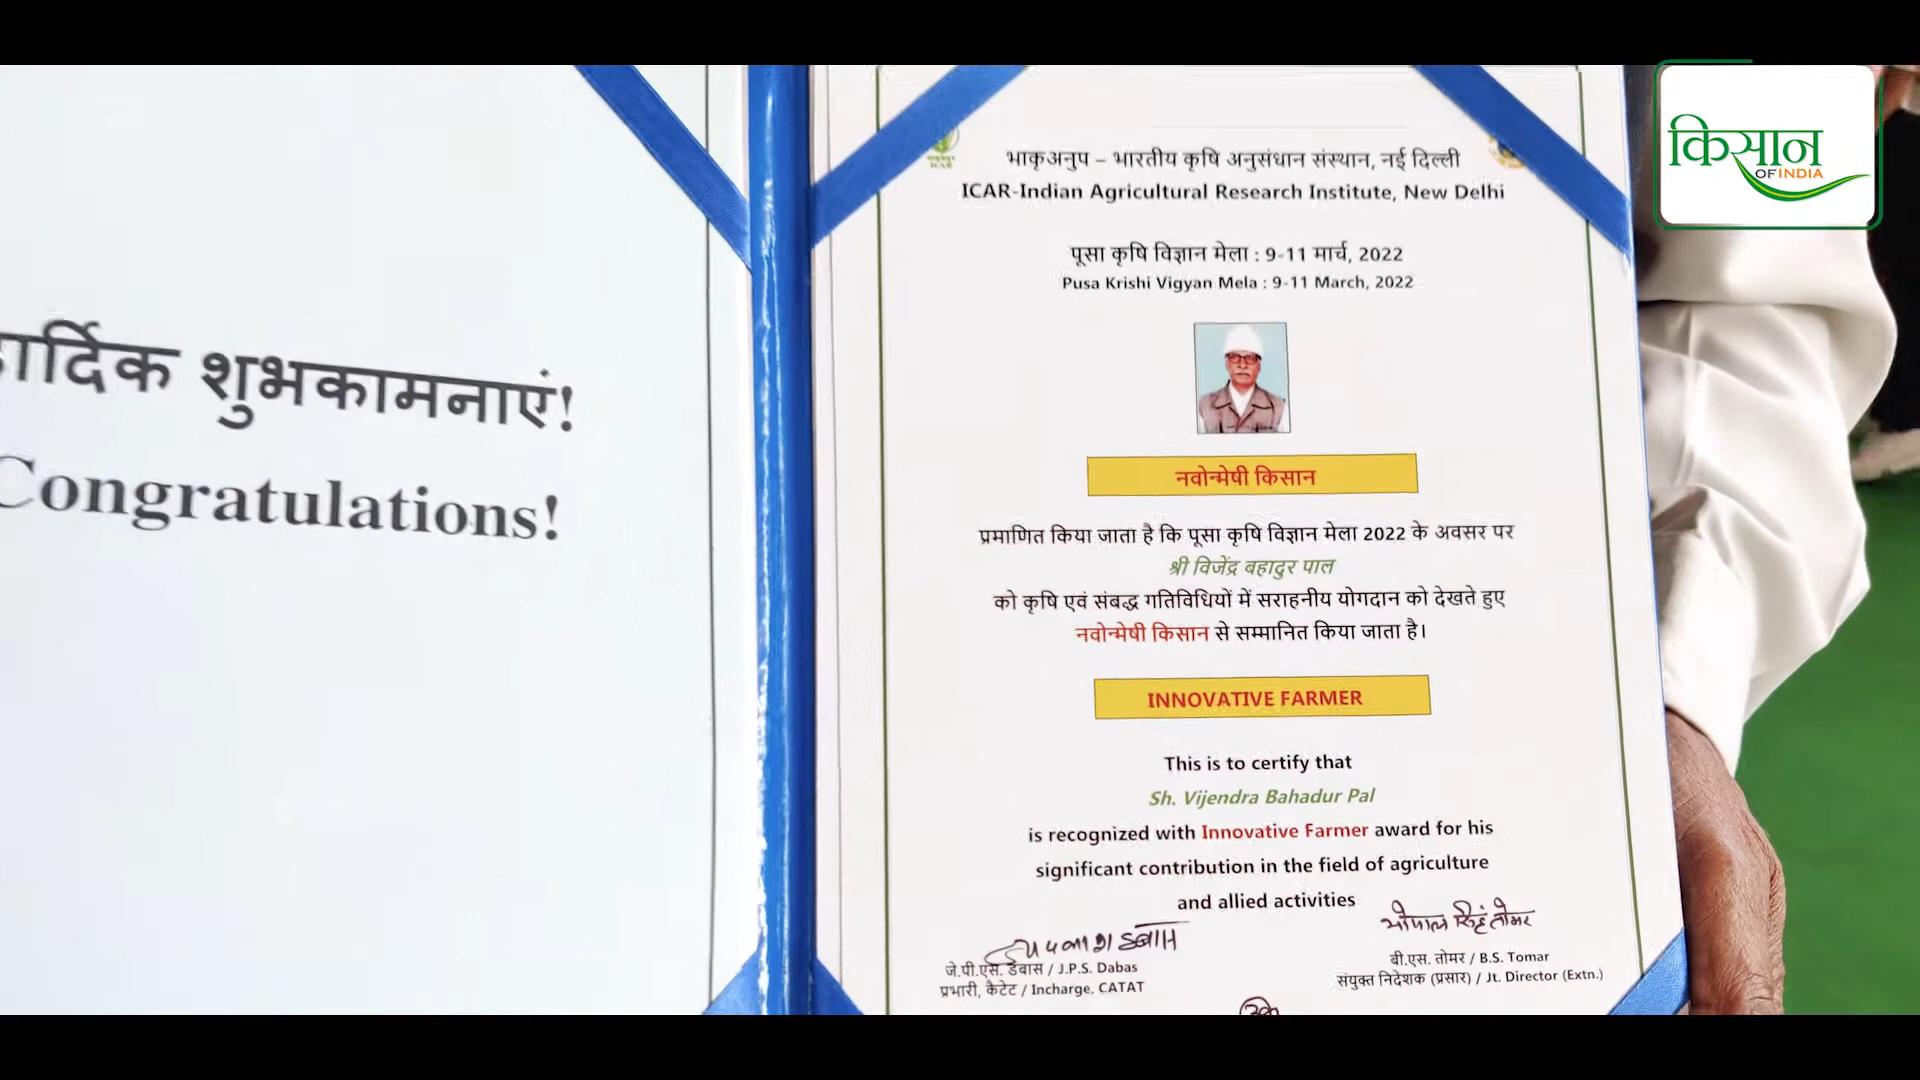 किसान
OF INDIA
शुभकामनाएं!
Congratulations!
भाकृअनुप – भारतीय कृषि अनुसंधान संस्थान, नई दिल्ली
ICAR-Indian Agricultural Research Institute, New Delhi
पूसा कृषि विज्ञान मेला : 9-11 मार्च, 2022
Pusa Krishi Vigyan Mela : 9-11 March, 2022
नवोन्मेषी किसान
प्रमाणित किया जाता है कि पूसा कृषि विज्ञान मेला 2022 के अवसर पर
श्री विजेंद्र बहादुर पाल
को कृषि एवं संबद्ध गतिविधियों में सराहनीय योगदान को देखते हुए
नवोन्मेषी किसान से सम्मानित किया जाता है।
INNOVATIVE FARMER
This is to certify that
Sh. Vijendra Bahadur Pal
is recognized with Innovative Farmer award for his
significant contribution in the field of agriculture
and allied activities
गोपाल सिंह तोमर
जे.पी.एस. डबास / J.P.S. Dabas
प्रभारी, कैटेट / Incharge. CATAT
बी.एस. तोमर / B.S. Tomar
संयुक्त निदेशक (प्रसार) / Jt. Director (Extn.)